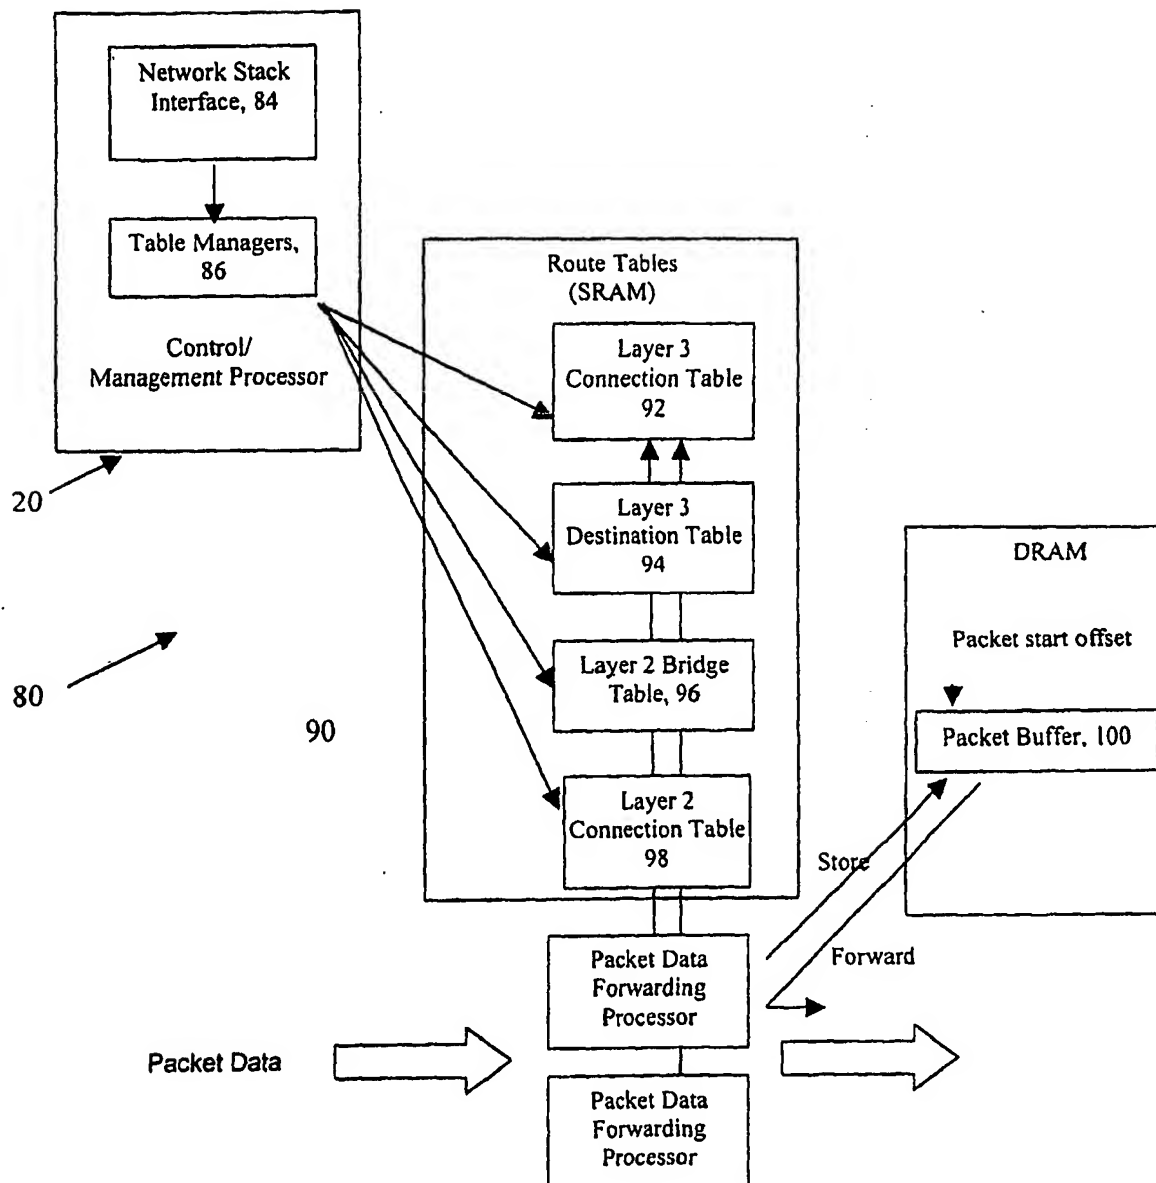 Network Stack
Interface, 84
Table Managers,
86
Control/
Management Processor
20
80
90
Route Tables
(SRAM)
Layer 3
Connection Table
92
Layer 3
Destination Table
94
Layer 2 Bridge
Table, 96
Layer 2
Connection Table
98
DRAM
Packet start offset
Packet Buffer, 100
Store
Forward
Packet Data
Forwarding
Processor
Packet Data
Packet Data
Forwarding
Processor